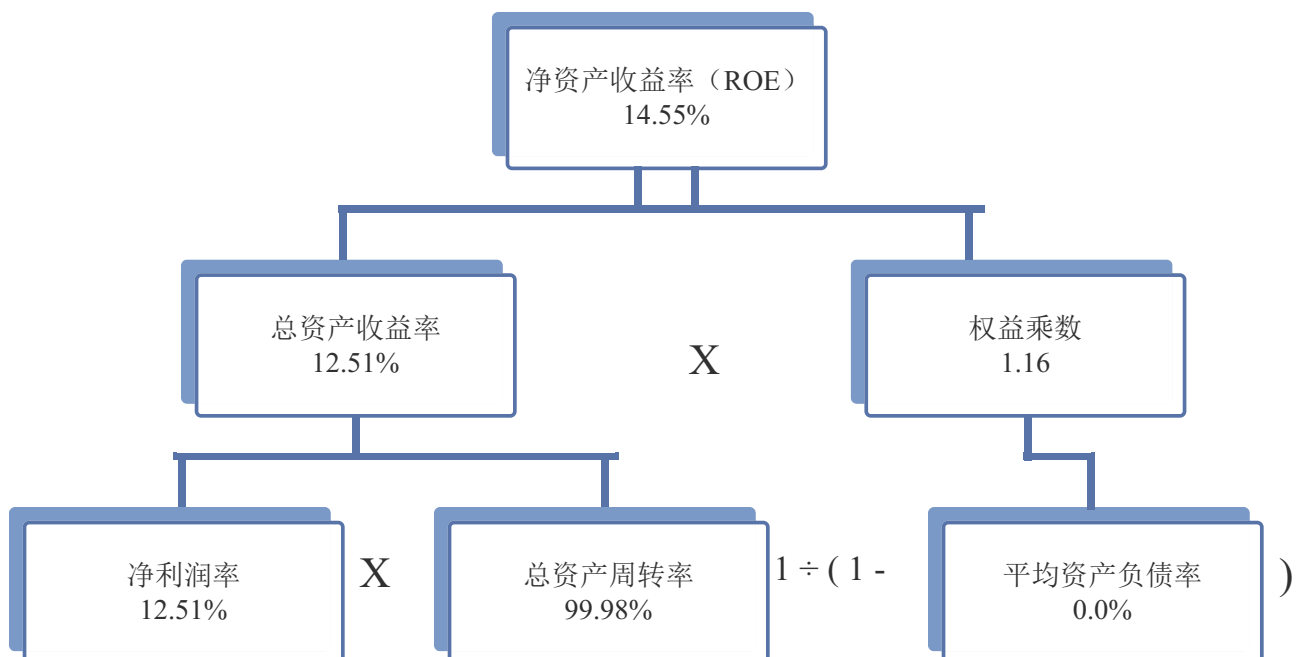 净资产收益率（ROE）
14.55%
总资产收益率
12.51%
X
权益乘数
1.16
净利润率
12.51%
X
总资产周转率
99.98%
1 ÷ ( 1 -
平均资产负债率
0.0%
)